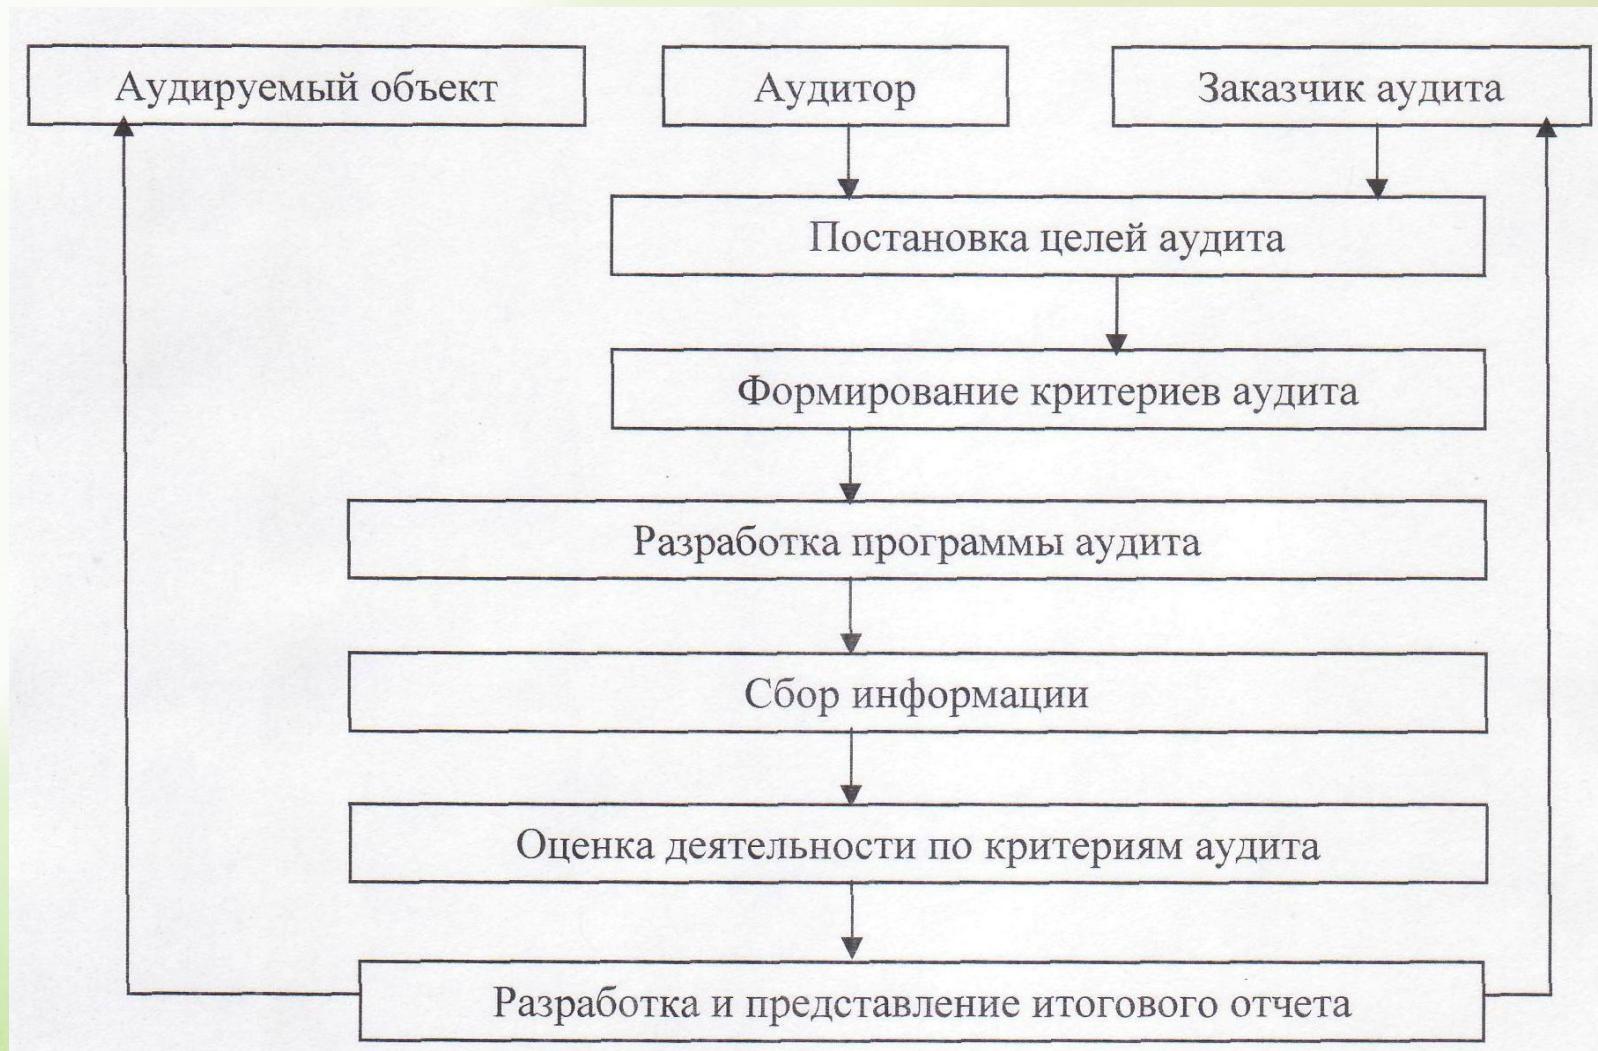 Аудируемый объект
Аудитор
Заказчик аудита
Постановка целей аудита
Формирование критериев аудита
Разработка программы аудита
Сбор информации
Оценка деятельности по критериям аудита
Разработка и представление итогового отчета